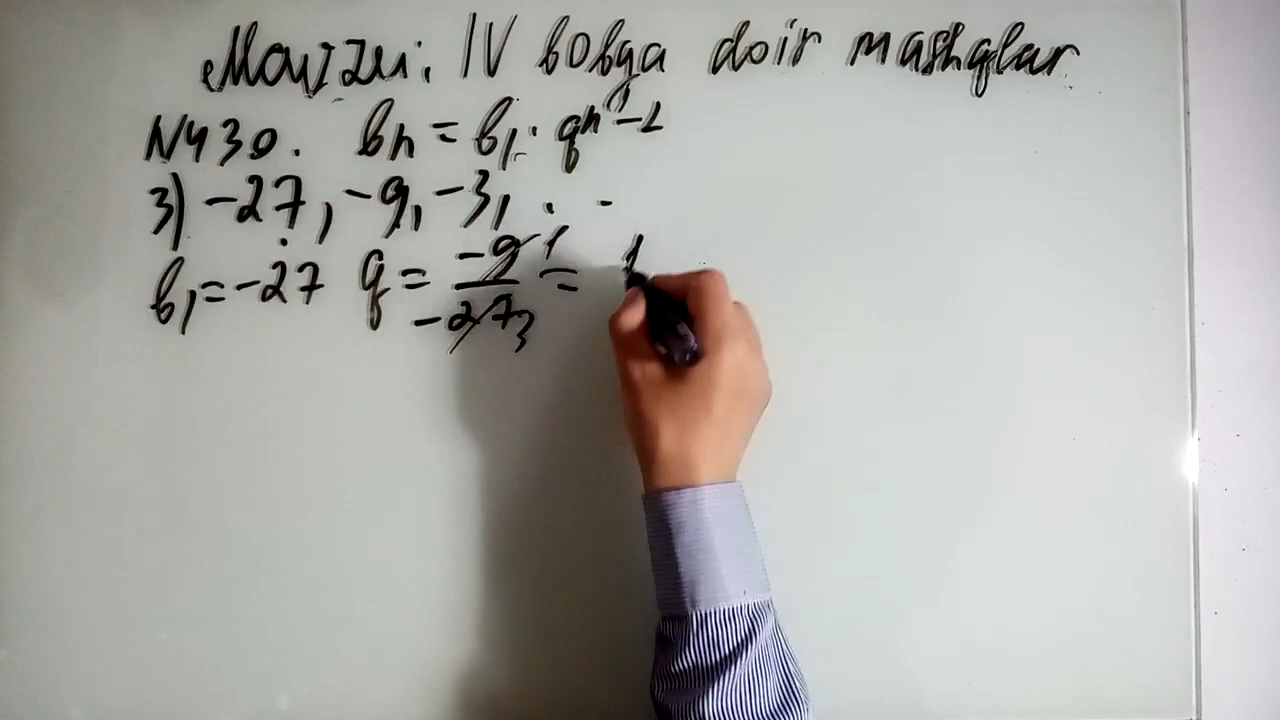 Mavzu: IV bobga doir mashqlar
N430. bn = b1 · q^n-1
3) -27, -9, -3, . .
b1 = -27 q = -9 1 / -27 3 = 1